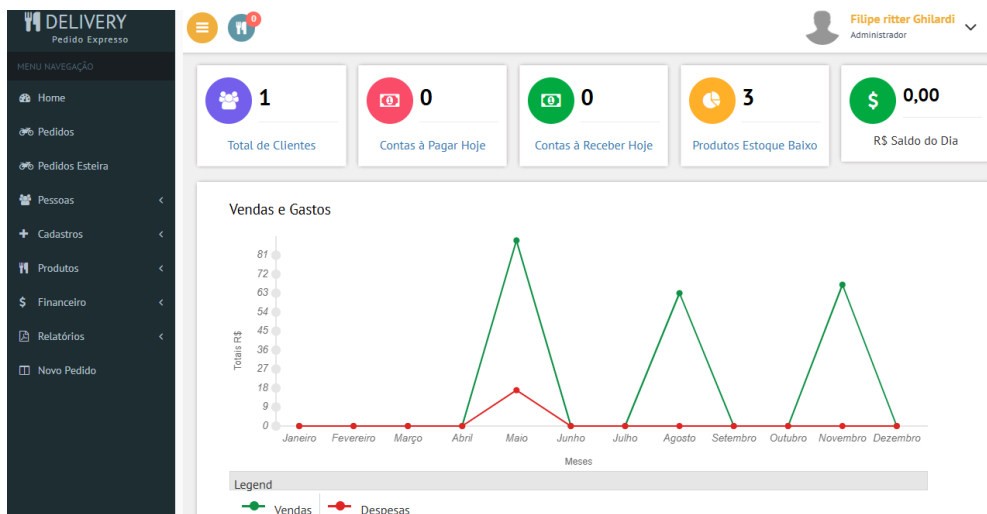 DELIVERY
Pedido Expresso
MENU NAVEGAÇÃO
Home
Pedidos
Pedidos Esteira
Pessoas
Cadastros
Produtos
Financeiro
Relatórios
Novo Pedido
0
Filipe ritter Ghilardi
Administrador
1
Total de Clientes
0
Contas à Pagar Hoje
0
Contas à Receber Hoje
3
Produtos Estoque Baixo
0,00
R$ Saldo do Dia
Vendas e Gastos
Totais R$
81
72
63
54
45
36
27
18
9
0
Janeiro Fevereiro Março Abril Maio Junho Julho Agosto Setembro Outubro Novembro Dezembro
Meses
Legend
Vendas Despesas